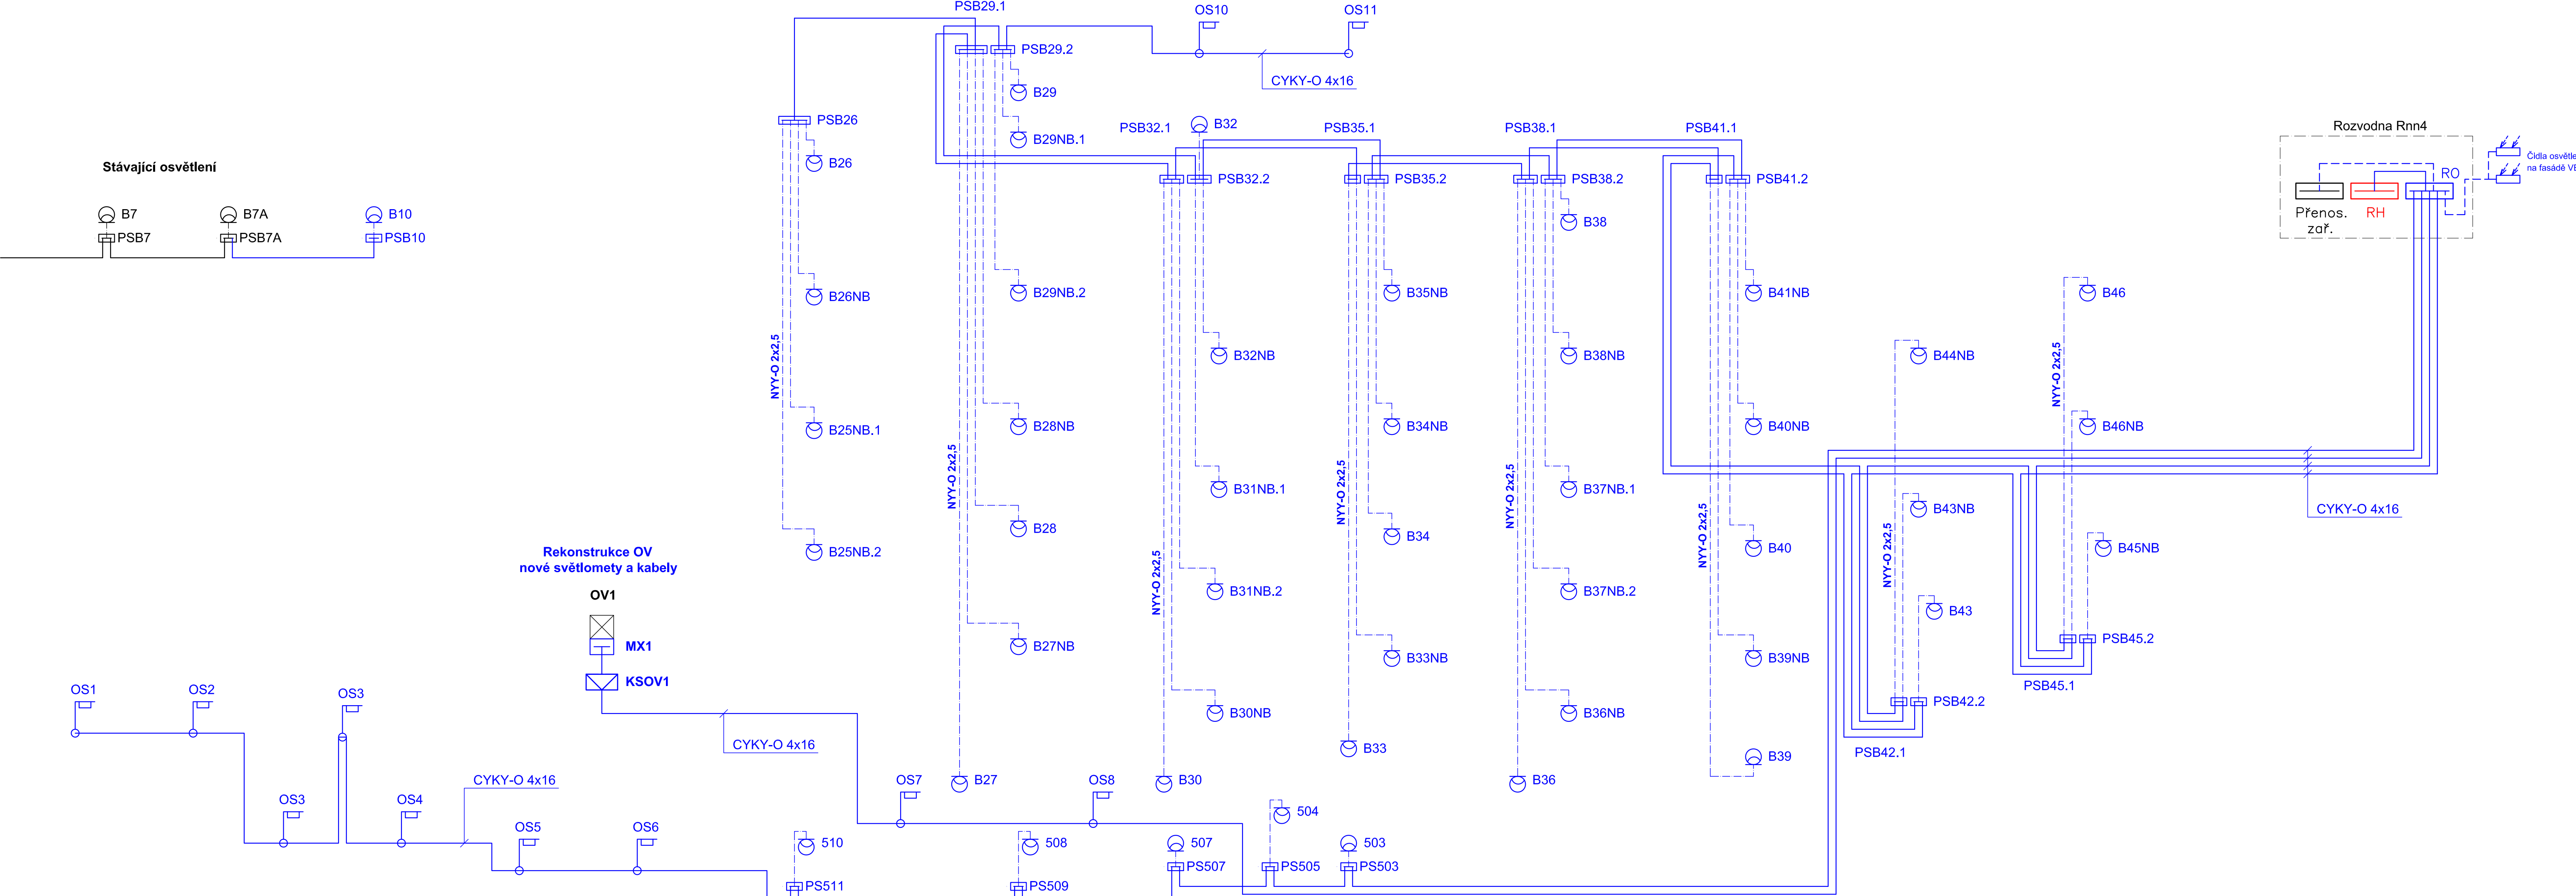 PSB29.1
OS10
OS11
PSB29.2
CYKY-O 4x16
B29
PSB26
B29NB.1
B26
PSB32.1
B32
PSB35.1
PSB38.1
PSB41.1
Rozvodna Rnn4
Stávající osvětlení
PSB32.2
PSB35.2
PSB38.2
PSB41.2
RO
Přenos.
zař.
RH
Čidla osvětle
na fasádě VE
B7
B7A
B10
PSB7
PSB7A
PSB10
B38
B26NB
B29NB.2
B35NB
B41NB
B46
NYY-O 2x2,5
B32NB
B38NB
B44NB
NYY-O 2x2,5
B25NB.1
B28NB
B34NB
B40NB
B46NB
NYY-O 2x2,5
B31NB.1
NYY-O 2x2,5
NYY-O 2x2,5
B37NB.1
NYY-O 2x2,5
B43NB
CYKY-O 4x16
B25NB.2
B28
B34
B40
NYY-O 2x2,5
B45NB
Rekonstrukce OV
nové světlomety a kabely
OV1
NYY-O 2x2,5
B31NB.2
B37NB.2
B43
MX1
B27NB
B33NB
B39NB
PSB45.2
KSOV1
PSB45.1
OS1
OS2
OS3
B30NB
B36NB
PSB42.2
CYKY-O 4x16
B33
B39
PSB42.1
CYKY-O 4x16
B27
B30
B36
OS7
OS8
OS3
OS4
504
OS5
OS6
510
508
507
503
PS507
PS505
PS503
PS511
PS509